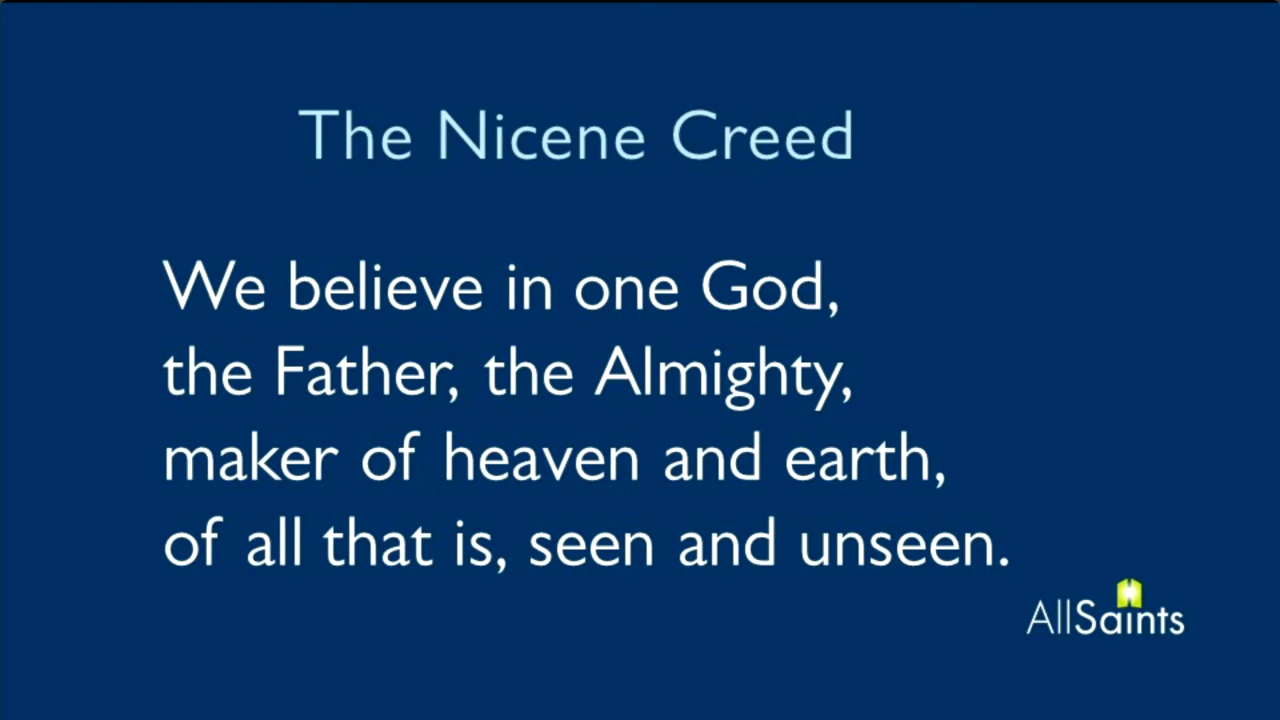 The Nicene Creed
We believe in one God,
the Father, the Almighty,
maker of heaven and earth,
of all that is, seen and unseen.
AllSaints